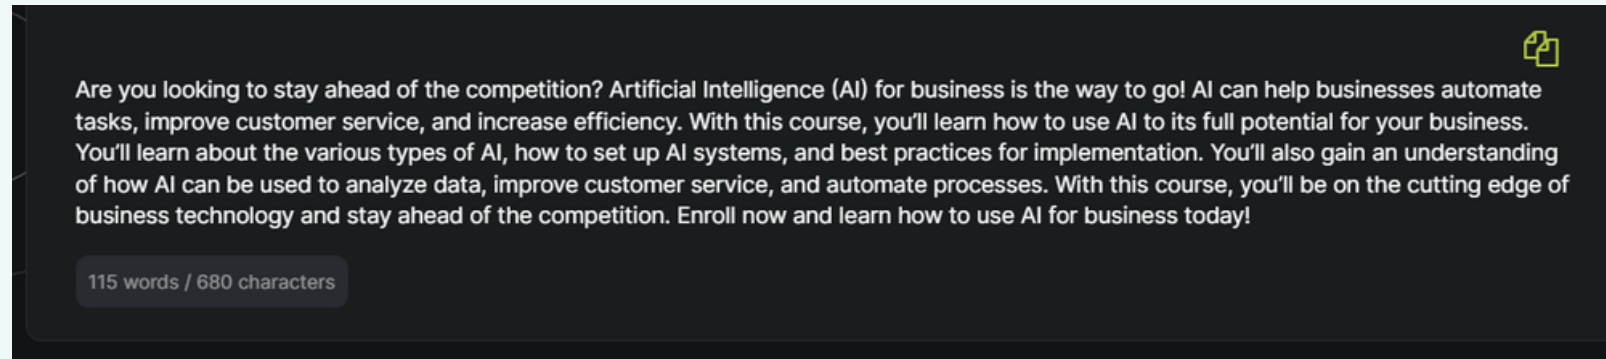 Are you looking to stay ahead of the competition? Artificial Intelligence (AI) for business is the way to go! AI can help businesses automate
tasks, improve customer service, and increase efficiency. With this course, you’ll learn how to use AI to its full potential for your business.
You’ll learn about the various types of AI, how to set up AI systems, and best practices for implementation. You’ll also gain an understanding
of how AI can be used to analyze data, improve customer service, and automate processes. With this course, you’ll be on the cutting edge of
business technology and stay ahead of the competition. Enroll now and learn how to use AI for business today!
115 words / 680 characters